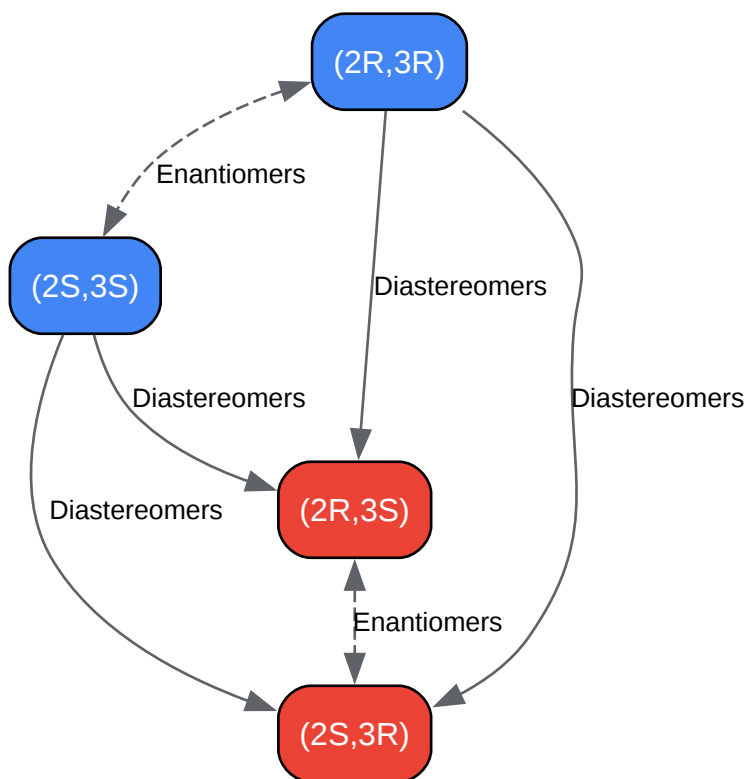 (2R,3R)
Enantiomers
(2S,3S)
Diastereomers
Diastereomers
Diastereomers
(2R,3S)
Diastereomers
Enantiomers
(2S,3R)